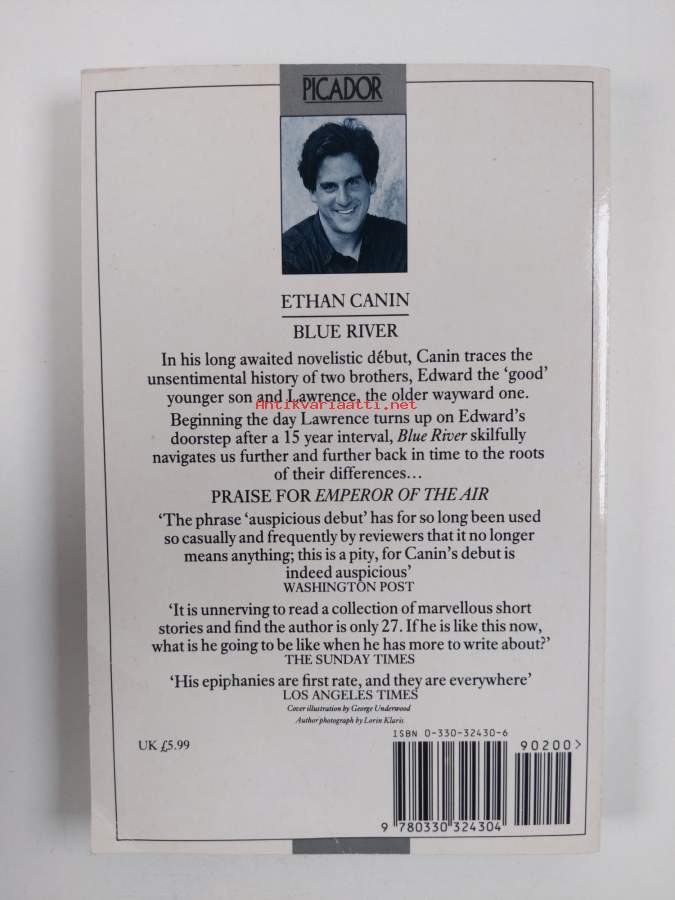 PICADOR
ETHAN CANIN
BLUE RIVER
In his long awaited novelistic début, Canin traces the
unsentimental history of two brothers, Edward the ‘good’
younger son and Lawrence, the older wayward one.
Antikvariaatti.net
Beginning the day Lawrence turns up on Edward’s
doorstep after a 15 year interval, Blue River skilfully
navigates us further and further back in time to the roots
of their differences…
PRAISE FOR EMPEROR OF THE AIR
‘The phrase ‘auspicious debut’ has for so long been used
so casually and frequently by reviewers that it no longer
means anything; this is a pity, for Canin’s debut is
indeed auspicious’
WASHINGTON POST
‘It is unnerving to read a collection of marvellous short
stories and find the author is only 27. If he is like this now,
what is he going to be like when he has more to write about?’
THE SUNDAY TIMES
‘His epiphanies are first rate, and they are everywhere’
LOS ANGELES TIMES
Cover illustration by George Underwood
Author photograph by Lorin Klaris
UK £5.99
ISBN 0-330-32430-6
90200>
9 780330 324304